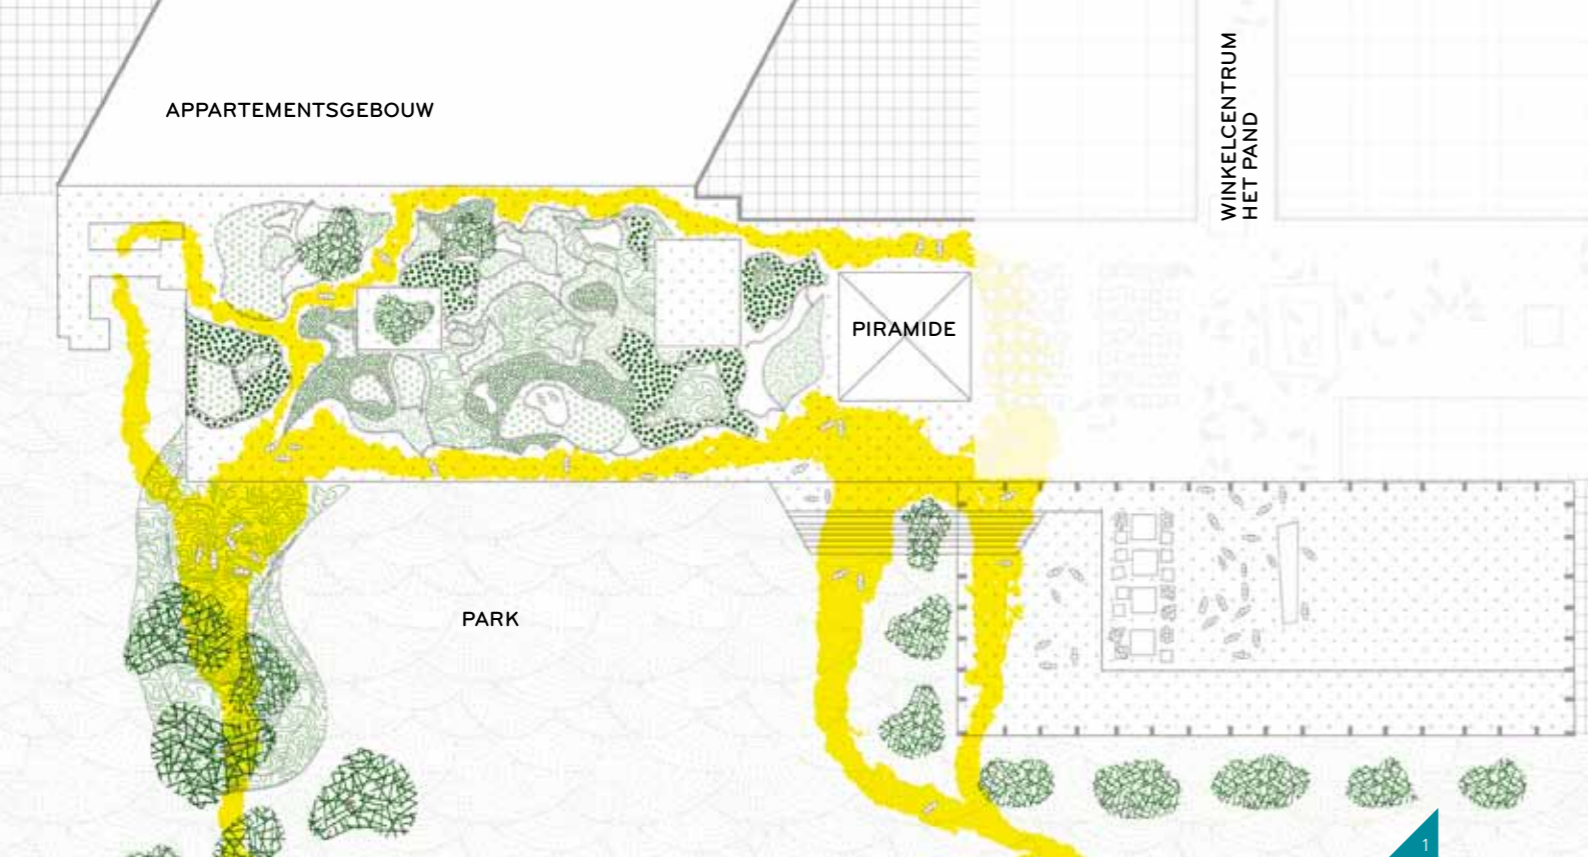 APPARTEMENTSGEBOUW
WINKELCENTRUM
HET PAND
PIRAMIDE
PARK
1